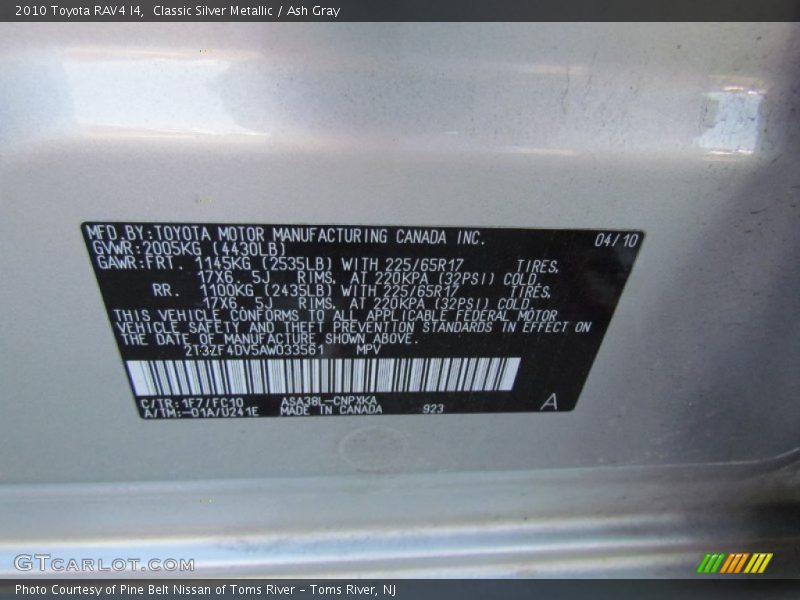 2010 Toyota RAV4 I4,  Classic Silver Metallic / Ash Gray
MFD.BY:TOYOTA MOTOR MANUFACTURING CANADA INC. 04/10
GVWR:2005KG (4430LB)
GAWR:FRT. 1145KG (2535LB) WITH 225/65R17 TIRES,
17X6.5J RIMS, AT 220KPA (32PSI) COLD.
RR. 1100KG (2435LB) WITH 225/65R17 TIRES,
17X6.5J RIMS, AT 220KPA (32PSI) COLD.
THIS VEHICLE CONFORMS TO ALL APPLICABLE FEDERAL MOTOR
VEHICLE SAFETY AND THEFT PREVENTION STANDARDS IN EFFECT ON
THE DATE OF MANUFACTURE SHOWN ABOVE.
2T3ZF4DV5AW033561 MPV
C/TR:1F7/FC10 ASA38L-CNPXKA
A/TM:-01A/U241E MADE IN CANADA 923 A
GTCARLOT.COM
Photo Courtesy of Pine Belt Nissan of Toms River – Toms River, NJ